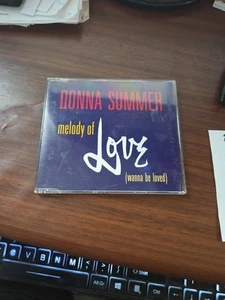 DONNA SUMMER
melody of
Love
(wanna be loved)